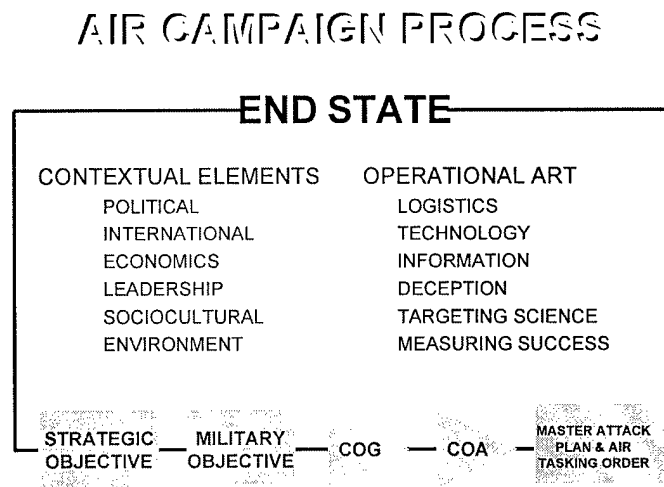 AIR CAMPAIGN PROCESS
END STATE
CONTEXTUAL ELEMENTS
POLITICAL
INTERNATIONAL
ECONOMICS
LEADERSHIP
SOCIOCULTURAL
ENVIRONMENT
OPERATIONAL ART
LOGISTICS
TECHNOLOGY
INFORMATION
DECEPTION
TARGETING SCIENCE
MEASURING SUCCESS
STRATEGIC
OBJECTIVE
MILITARY
OBJECTIVE
COG
COA
MASTER ATTACK
PLAN & AIR
TASKING ORDER